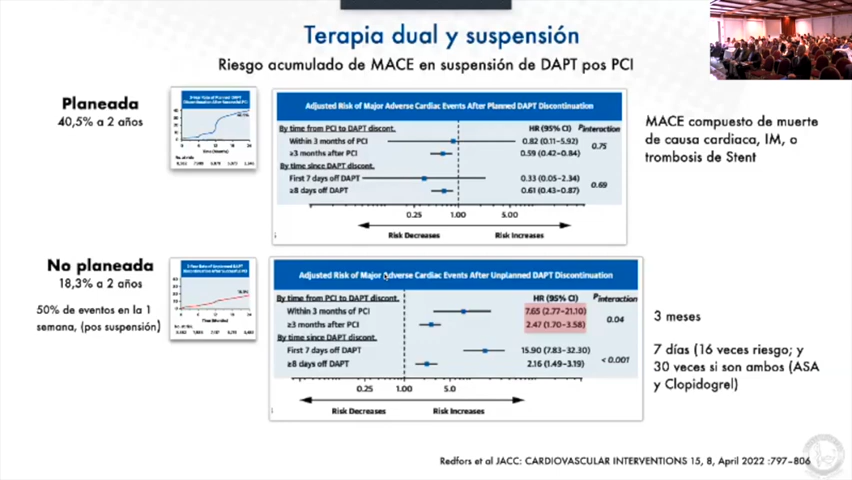 Terapia dual y suspensión
Riesgo acumulado de MACE en suspensión de DAPT pos PCI
Planeada
40,5% a 2 años
Adjusted Risk of Major Adverse Cardiac Events After Planned DAPT Discontinuation
By time from PCI to DAPT discont. HR (95% CI) Pinteraction
Within 3 months of PCI 0.82 (0.11–5.92)
0.75
≥3 months after PCI 0.59 (0.42–0.84)
By time since DAPT discont.
First 7 days off DAPT 0.33 (0.05–2.34)
0.69
≥8 days off DAPT 0.61 (0.43–0.87)
0.25 1.00 5.00
Risk Decreases Risk Increases
MACE compuesto de muerte
de causa cardiaca, IM, o
trombosis de Stent
No planeada
18,3% a 2 años
50% de eventos en la 1
semana, (pos suspensión)
Adjusted Risk of Major Adverse Cardiac Events After Unplanned DAPT Discontinuation
By time from PCI to DAPT discont. HR (95% CI) Pinteraction
Within 3 months of PCI 7.65 (2.77–21.10)
0.04
≥3 months after PCI 2.47 (1.70–3.58)
By time since DAPT discont.
First 7 days off DAPT 15.90 (7.83–32.30)
< 0.001
≥8 days off DAPT 2.16 (1.49–3.19)
0.25 1.00 5.0
Risk Decreases Risk Increases
3 meses
7 días (16 veces riesgo; y
30 veces si son ambos (ASA
y Clopidogrel)
Redfors et al JACC: CARDIOVASCULAR INTERVENTIONS 15, 8, April 2022 :797–806